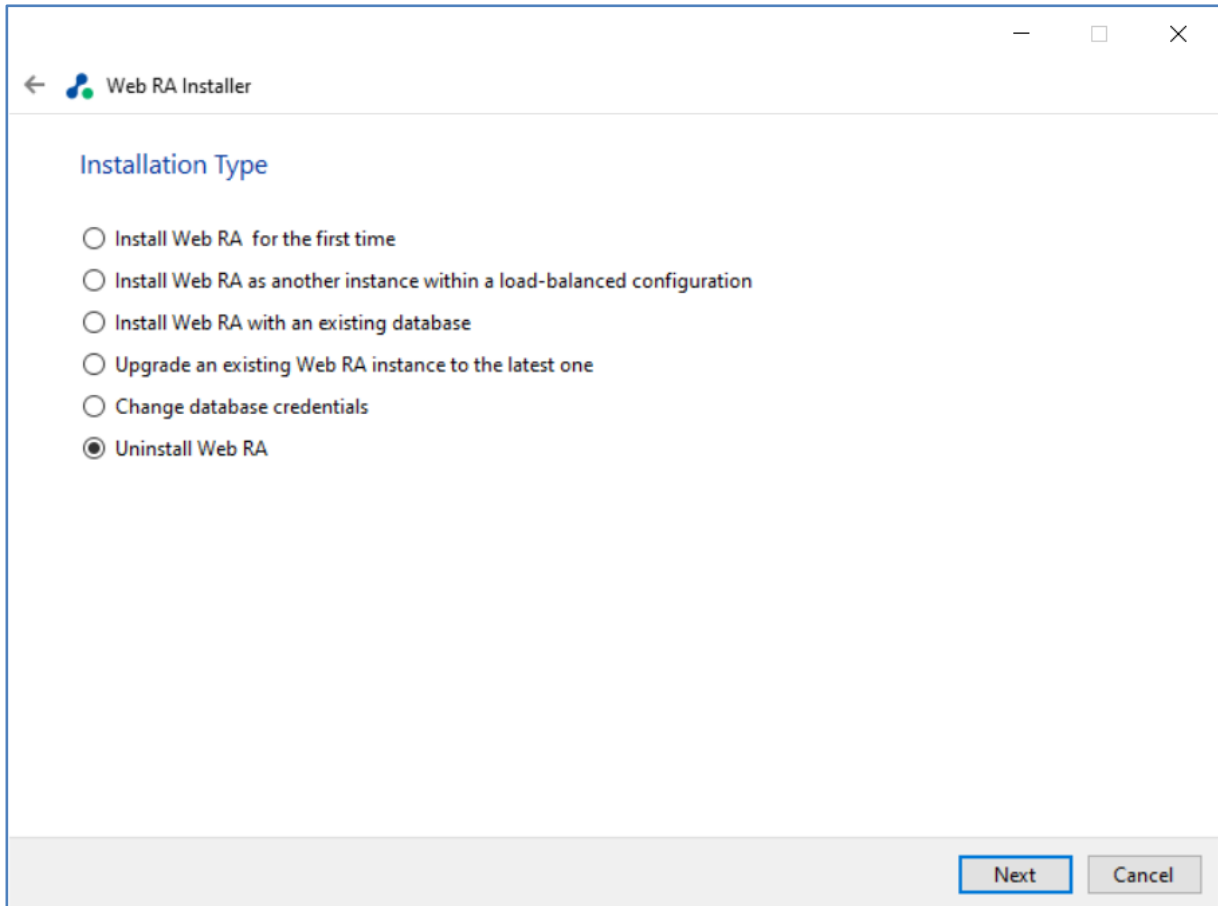 Web RA Installer
Installation Type
Install Web RA  for the first time
Install Web RA as another instance within a load-balanced configuration
Install Web RA with an existing database
Upgrade an existing Web RA instance to the latest one
Change database credentials
Uninstall Web RA
Next Cancel